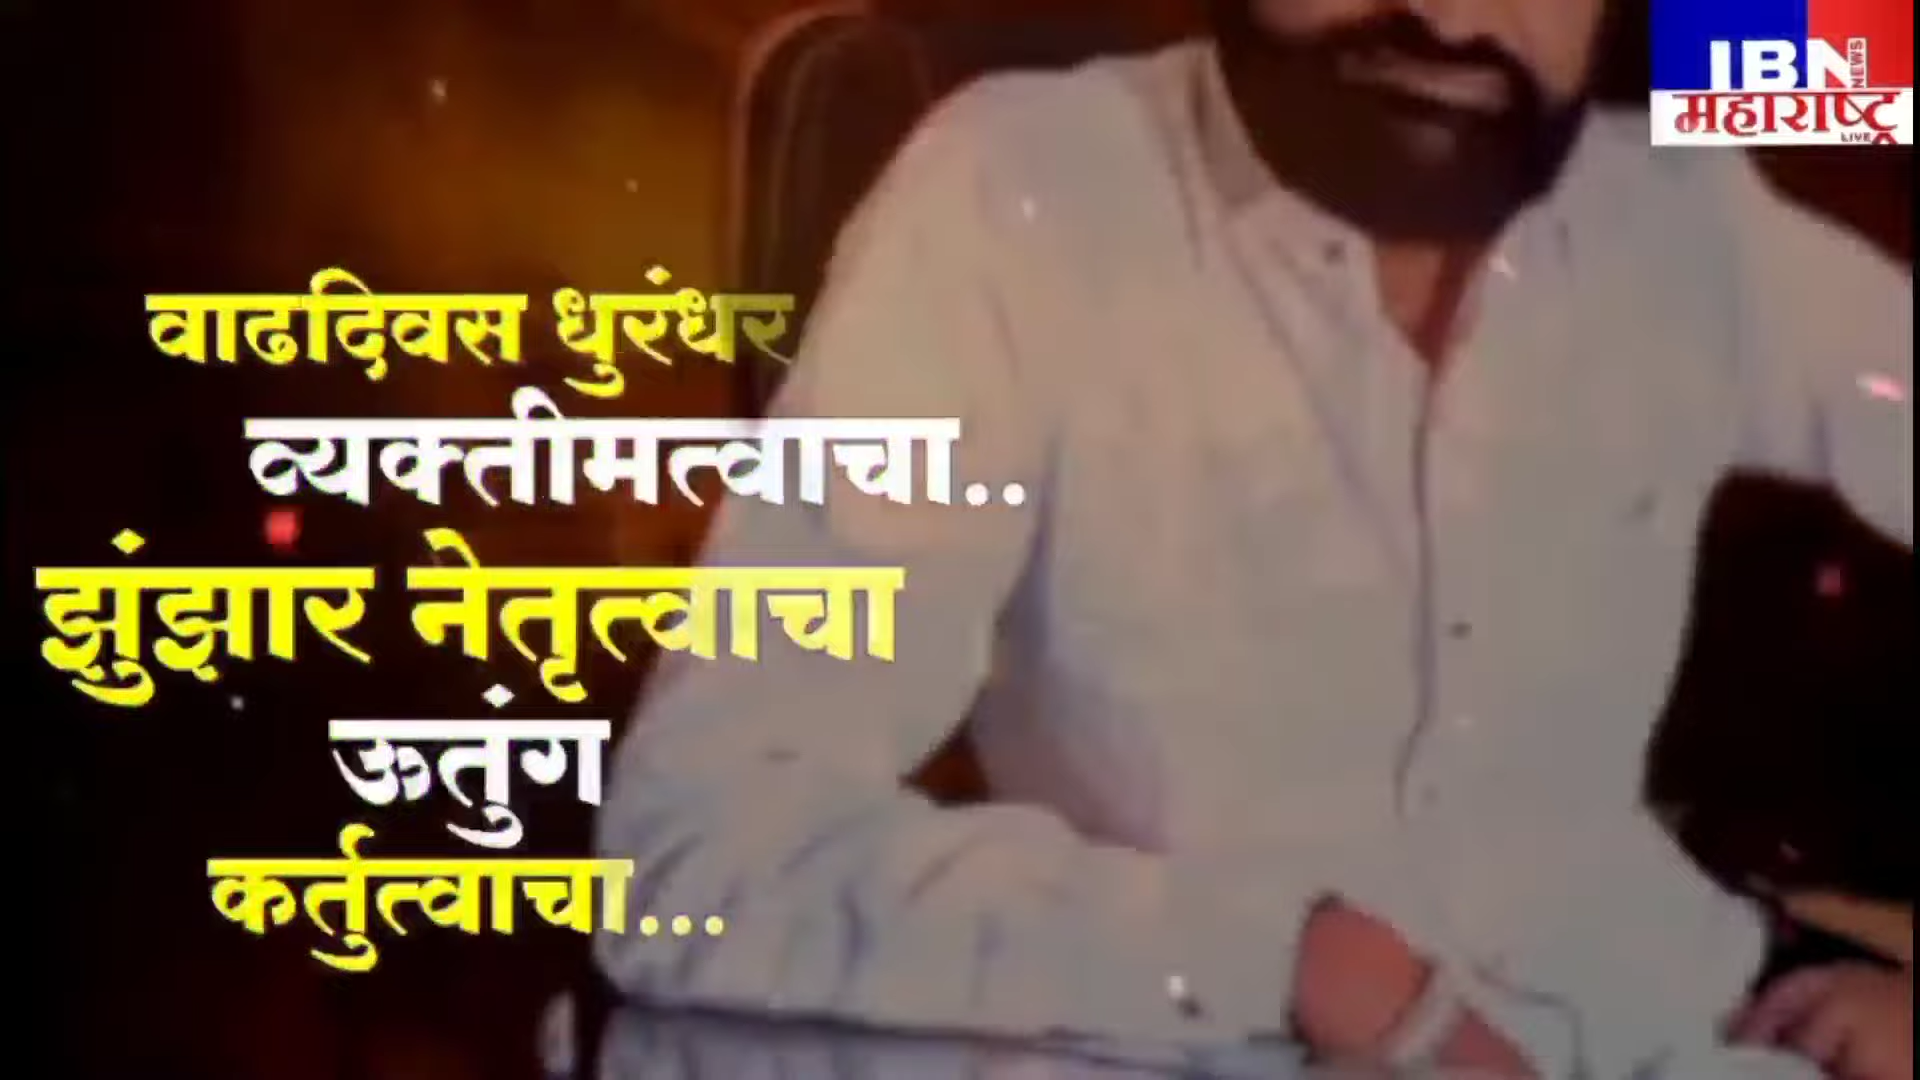 IBN
NEWS
महाराष्ट्र
LIVE
वाढदिवस धुरंधर
व्यक्तीमत्वाचा..
झुंझार नेतृत्वाचा
ऊतुंग
कर्तुत्वाचा...